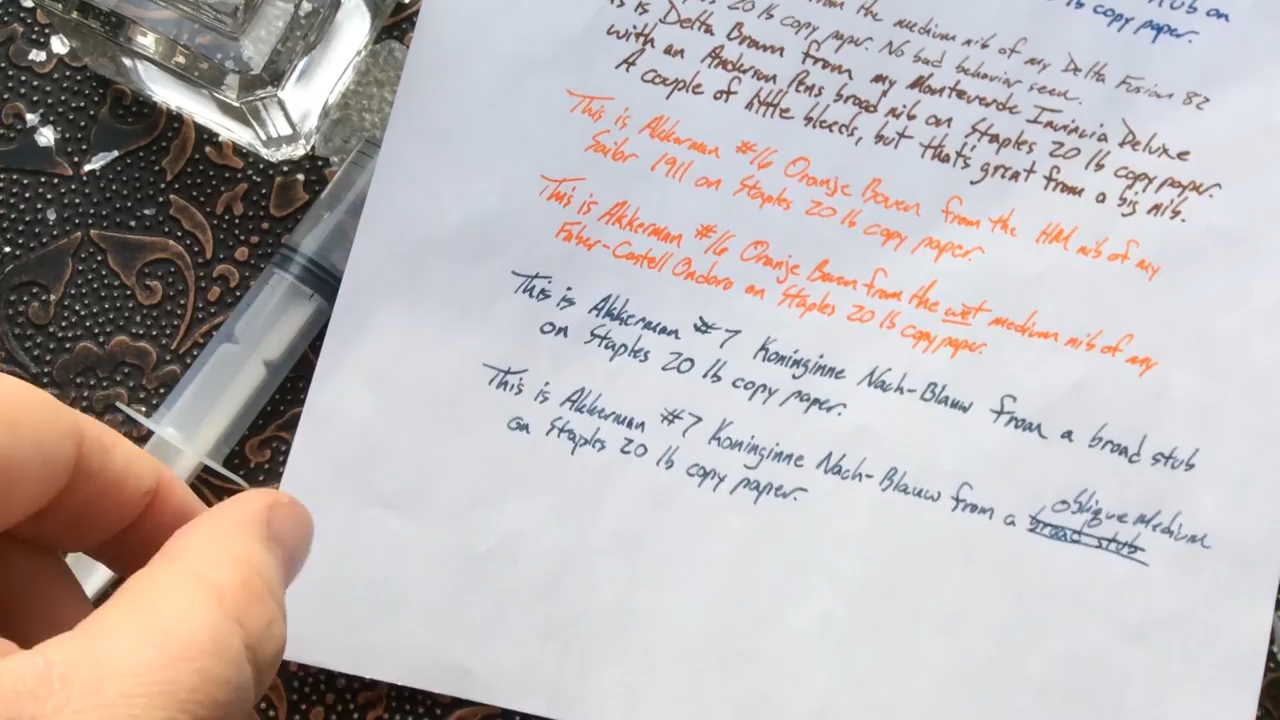 stub on
lb copy paper.
from the medium nib of my Delta Fusion 82
20 lb copy paper. No bad behavior seen.
is Delta Brown from my Monteverde Invincia Deluxe
with an Anderson Pens broad nib on Staples 20 lb copy paper.
A couple of little bleeds, but that's great from a big nib.
This is Akkerman #16 Oranje Boven from the HM nib of my
Sailor 1911 on Staples 20 lb copy paper.
This is Akkerman #16 Oranje Boven from the wet medium nib of my
Faber-Castell Ondoro on Staples 20 lb copy paper.
This is Akkerman #7 Koninginne Nach-Blauw from a broad stub
on Staples 20 lb copy paper.
This is Akkerman #7 Koninginne Nach-Blauw from a broad stub oblique medium
on Staples 20 lb copy paper.